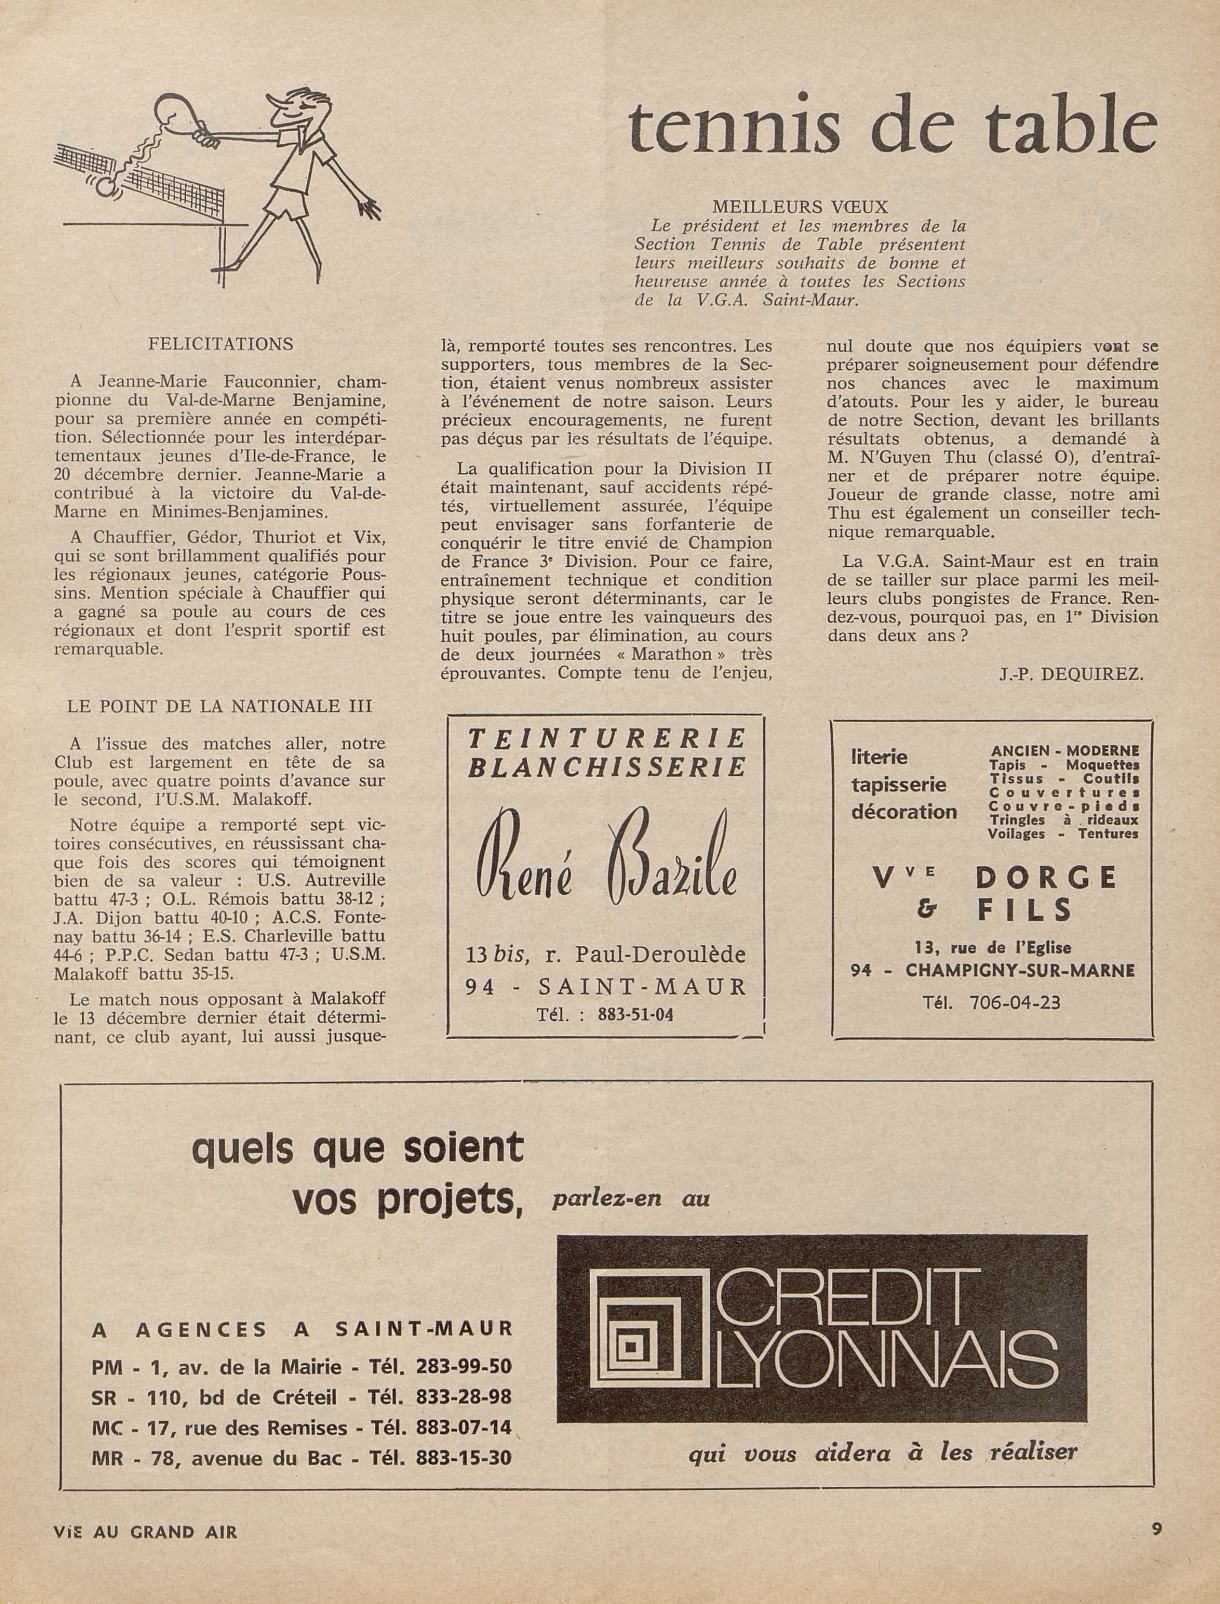 tennis de table
MEILLEURS VŒUX
Le président et les membres de la
Section Tennis de Table présentent
leurs meilleurs souhaits de bonne et
heureuse année à toutes les Sections
de la V.G.A. Saint-Maur.
FELICITATIONS
A Jeanne-Marie Fauconnier, cham-
pionne du Val-de-Marne Benjamine,
pour sa première année en compéti-
tion. Sélectionnée pour les interdépar-
tementaux jeunes d'Ile-de-France, le
20 décembre dernier. Jeanne-Marie a
contribué à la victoire du Val-de-
Marne en Minimes-Benjamines.
A Chauffier, Gédor, Thuriot et Vix,
qui se sont brillamment qualifiés pour
les régionaux jeunes, catégorie Pous-
sins. Mention spéciale à Chauffier qui
a gagné sa poule au cours de ces
régionaux et dont l'esprit sportif est
remarquable.
LE POINT DE LA NATIONALE III
A l'issue des matches aller, notre
Club est largement en tête de sa
poule, avec quatre points d'avance sur
le second, l'U.S.M. Malakoff.
Notre équipe a remporté sept vic-
toires consécutives, en réussissant cha-
que fois des scores qui témoignent
bien de sa valeur : U.S. Autreville
battu 47-3 ; O.L. Rémois battu 38-12 ;
J.A. Dijon battu 40-10 ; A.C.S. Fonte-
nay battu 36-14 ; E.S. Charleville battu
44-6 ; P.P.C. Sedan battu 47-3 ; U.S.M.
Malakoff battu 35-15.
Le match nous opposant à Malakoff
le 13 décembre dernier était détermi-
nant, ce club ayant, lui aussi jusque-
là, remporté toutes ses rencontres. Les
supporters, tous membres de la Sec-
tion, étaient venus nombreux assister
à l'événement de notre saison. Leurs
précieux encouragements, ne furent
pas déçus par les résultats de l'équipe.
La qualification pour la Division II
était maintenant, sauf accidents répé-
tés, virtuellement assurée, l'équipe
peut envisager sans forfanterie de
conquérir le titre envié de Champion
de France 3e Division. Pour ce faire,
entraînement technique et condition
physique seront déterminants, car le
titre se joue entre les vainqueurs des
huit poules, par élimination, au cours
de deux journées « Marathon » très
éprouvantes. Compte tenu de l'enjeu,
nul doute que nos équipiers vont se
préparer soigneusement pour défendre
nos chances avec le maximum
d'atouts. Pour les y aider, le bureau
de notre Section, devant les brillants
résultats obtenus, a demandé à
M. N'Guyen Thu (classé O), d'entraî-
ner et de préparer notre équipe.
Joueur de grande classe, notre ami
Thu est également un conseiller tech-
nique remarquable.
La V.G.A. Saint-Maur est en train
de se tailler sur place parmi les meil-
leurs clubs pongistes de France. Ren-
dez-vous, pourquoi pas, en 1re Division
dans deux ans ?
J.-P. DEQUIREZ.
TEINTURERIE
BLANCHISSERIE
René Bazile
13 bis, r. Paul-Deroulède
94 - SAINT-MAUR
Tél. : 883-51-04
literie
tapisserie
décoration
ANCIEN - MODERNE
Tapis - Moquettes
Tissus - Coutils
Couvertures
Couvre-pieds
Tringles à rideaux
Voilages - Tentures
VVE DORGE
& FILS
13, rue de l'Eglise
94 - CHAMPIGNY-SUR-MARNE
Tél. 706-04-23
quels que soient
vos projets, parlez-en au
CREDIT
LYONNAIS
A AGENCES A SAINT-MAUR
PM - 1, av. de la Mairie - Tél. 283-99-50
SR - 110, bd de Créteil - Tél. 833-28-98
MC - 17, rue des Remises - Tél. 883-07-14
MR - 78, avenue du Bac - Tél. 883-15-30
qui vous aidera à les réaliser
ViE AU GRAND AIR
9